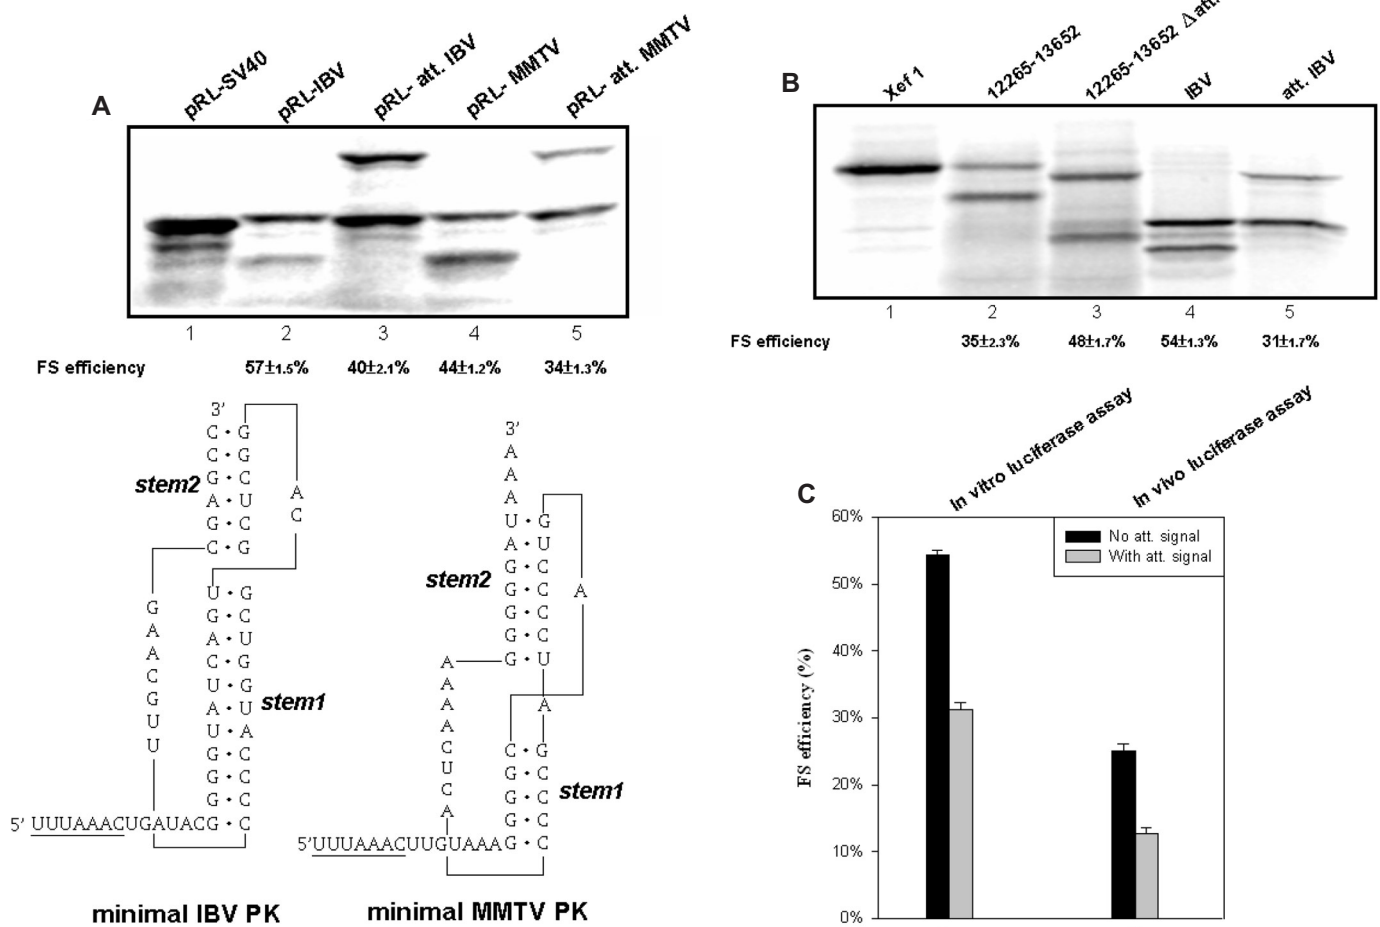 A
pRL-SV40
pRL-IBV
pRL- att. IBV
pRL- MMTV
pRL- att. MMTV
1 2 3 4 5
FS efficiency 57±1.5% 40±2.1% 44±1.2% 34±1.3%
B
Xef 1
12265-13652
12265-13652 Δ att.
IBV
att. IBV
1 2 3 4 5
FS efficiency 35±2.3% 48±1.7% 54±1.3% 31±1.7%
3'
C · G
C · G
G · C
A · U
G · C
C · G
stem2
A
C
G
A
A
C
G
U
U
U · G
G · C
A · U
C · G
U · G
A · U
U · A
G · C
G · C
G · C
stem1
5' UUUAAACUGAUACG · C
minimal IBV PK
3'
A
A
A
U · G
A · U
G · C
G · C
G · C
G · C
G · U
stem2
A
A
A
A
A
A
C
U
C
A
C · G
G · C
G · C
G · C
stem1
5'UUUAAACUUGUAAAG · C
minimal MMTV PK
C
In vitro luciferase assay
In vivo luciferase assay
No att. signal
With att. signal
FS efficiency (%)
60%
50%
40%
30%
20%
10%
0%